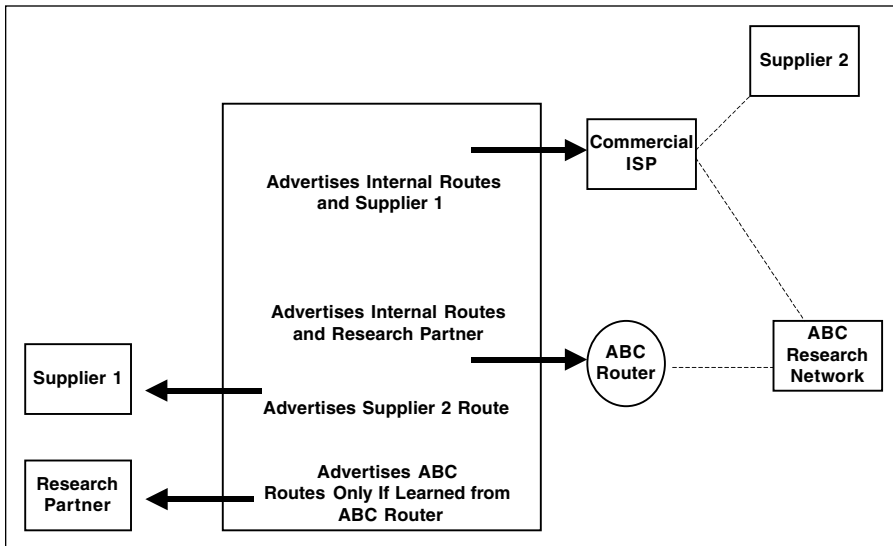 Supplier 2
Commercial
ISP
Advertises Internal Routes
and Supplier 1
Advertises Internal Routes
and Research Partner
ABC
Router
ABC
Research
Network
Supplier 1
Advertises Supplier 2 Route
Research
Partner
Advertises ABC
Routes Only If Learned from
ABC Router